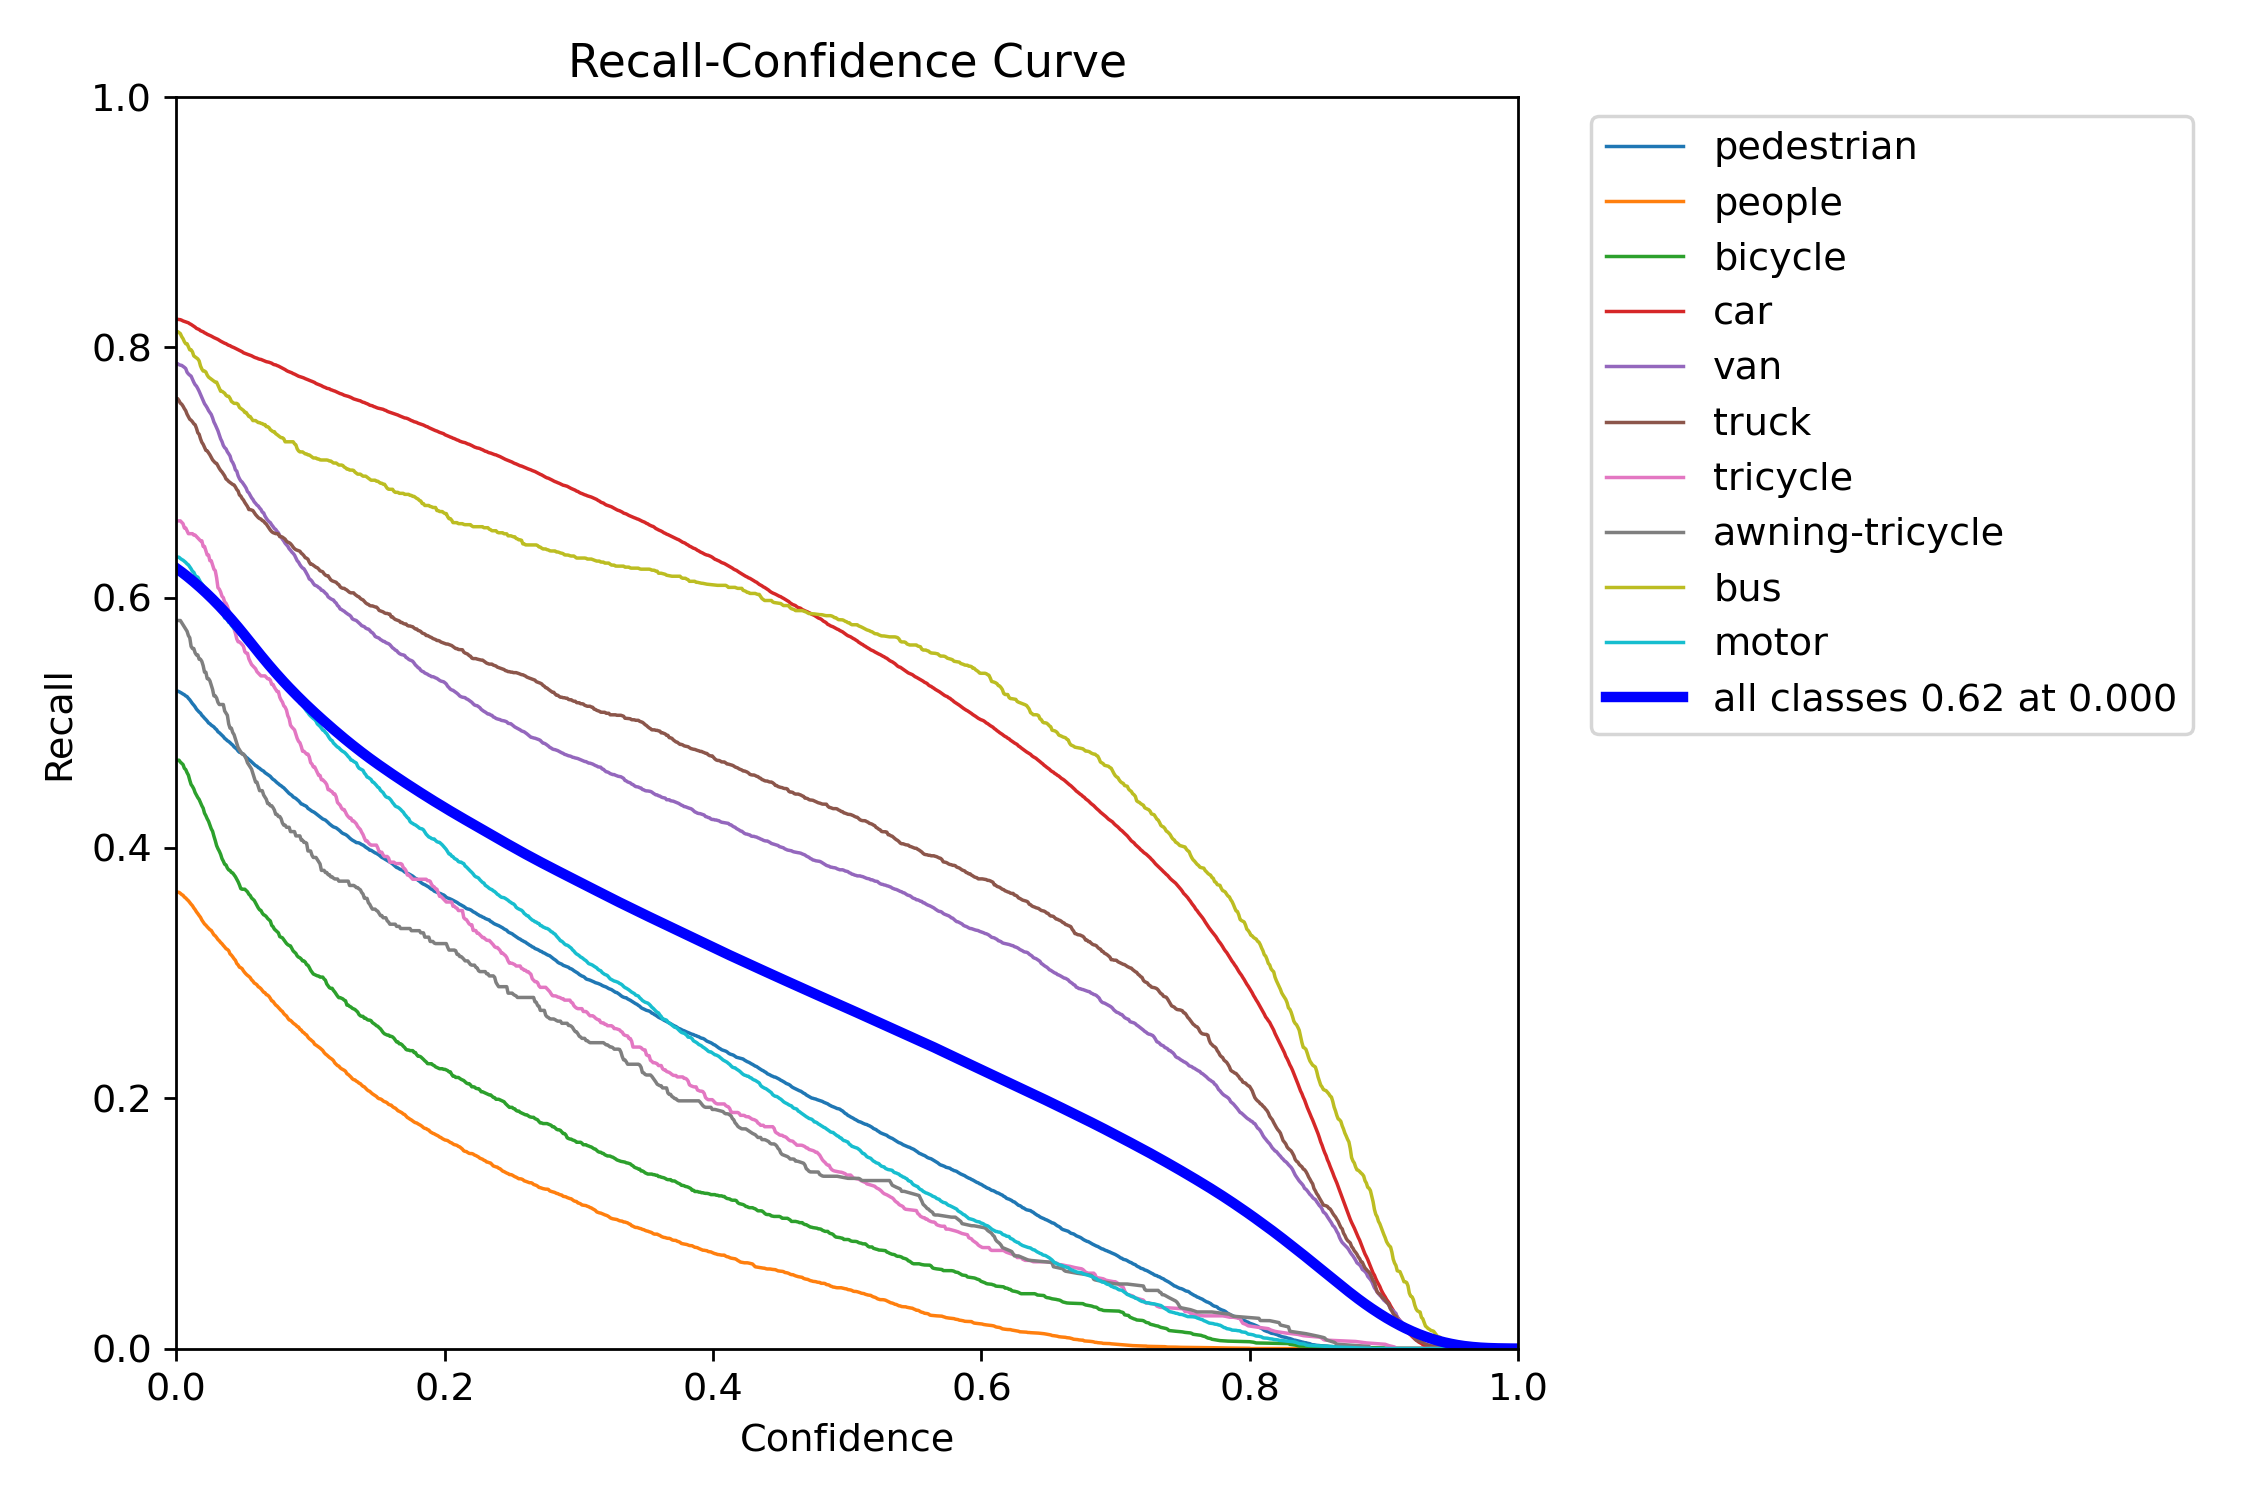 Recall-Confidence Curve
1.0
0.8
0.6
0.4
0.2
0.0
Recall
0.0 0.2 0.4 0.6 0.8 1.0
Confidence
pedestrian
people
bicycle
car
van
truck
tricycle
awning-tricycle
bus
motor
all classes 0.62 at 0.000